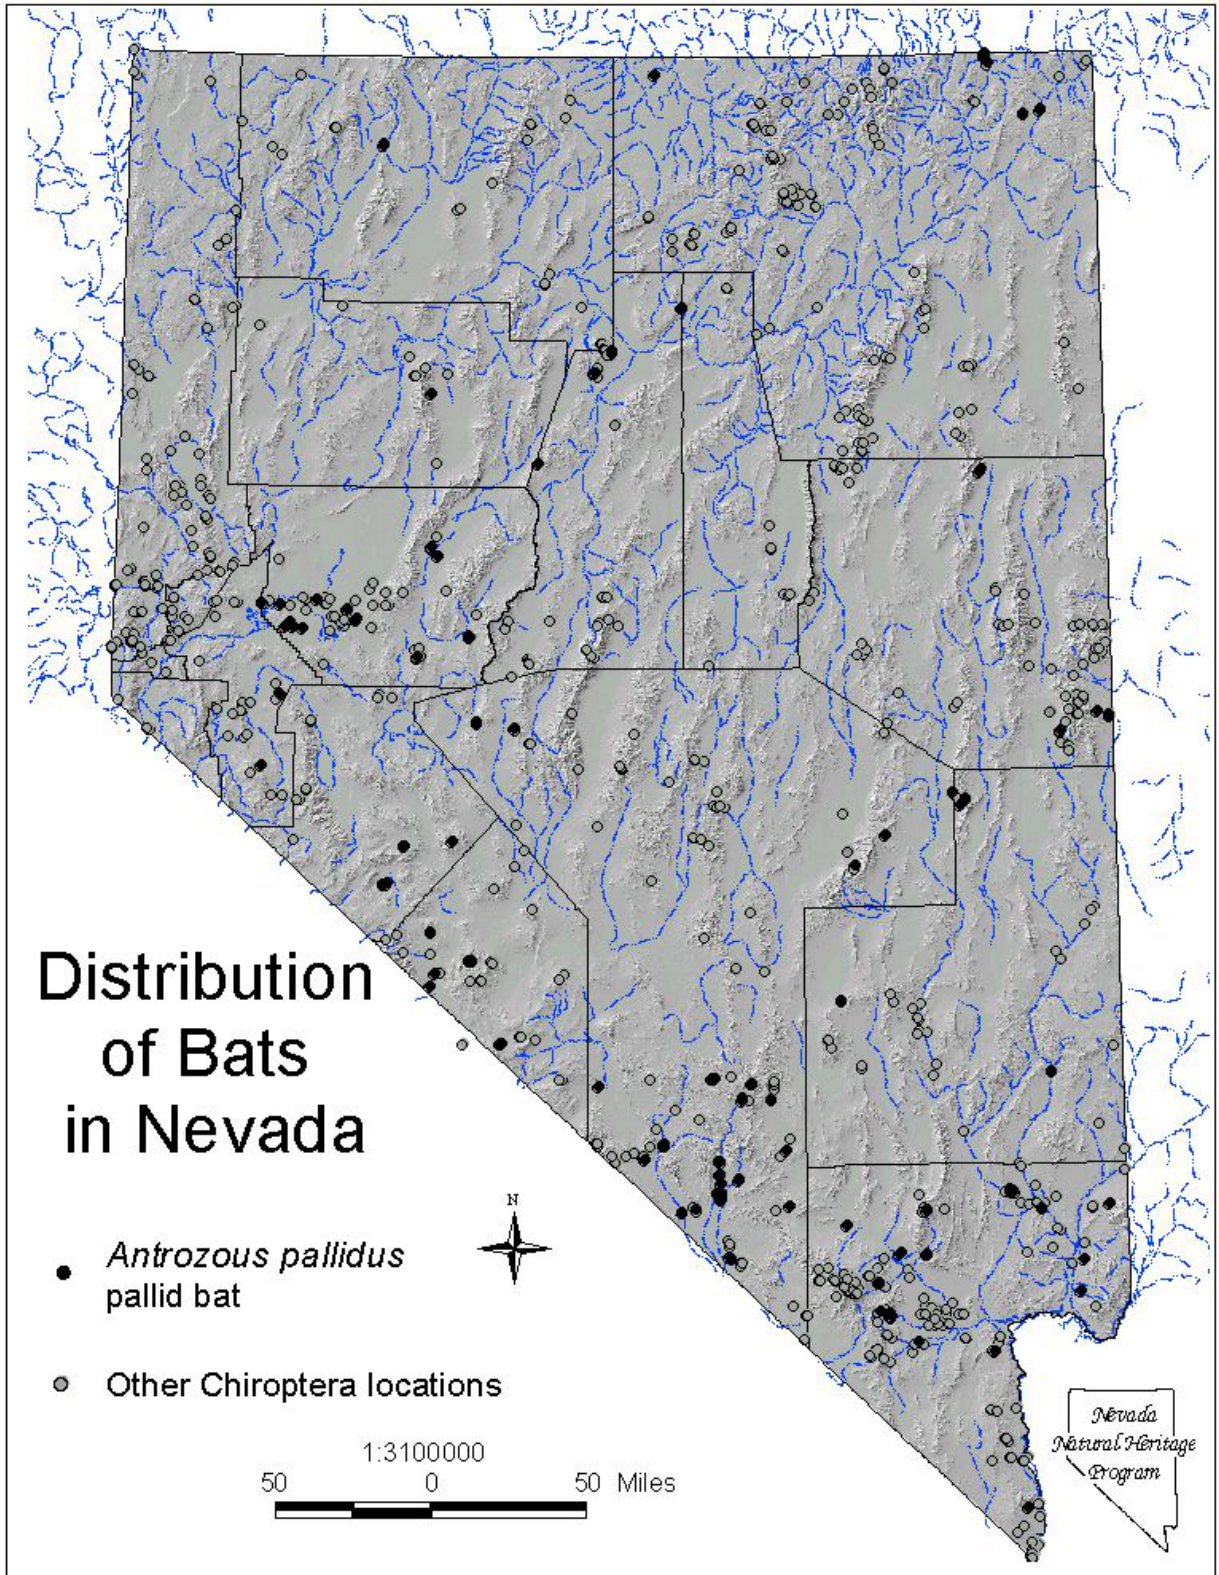 Distribution
of Bats
in Nevada
N
Antrozous pallidus
pallid bat
Other Chiroptera locations
1:3100000
50 0 50 Miles
Nevada
Natural Heritage
Program